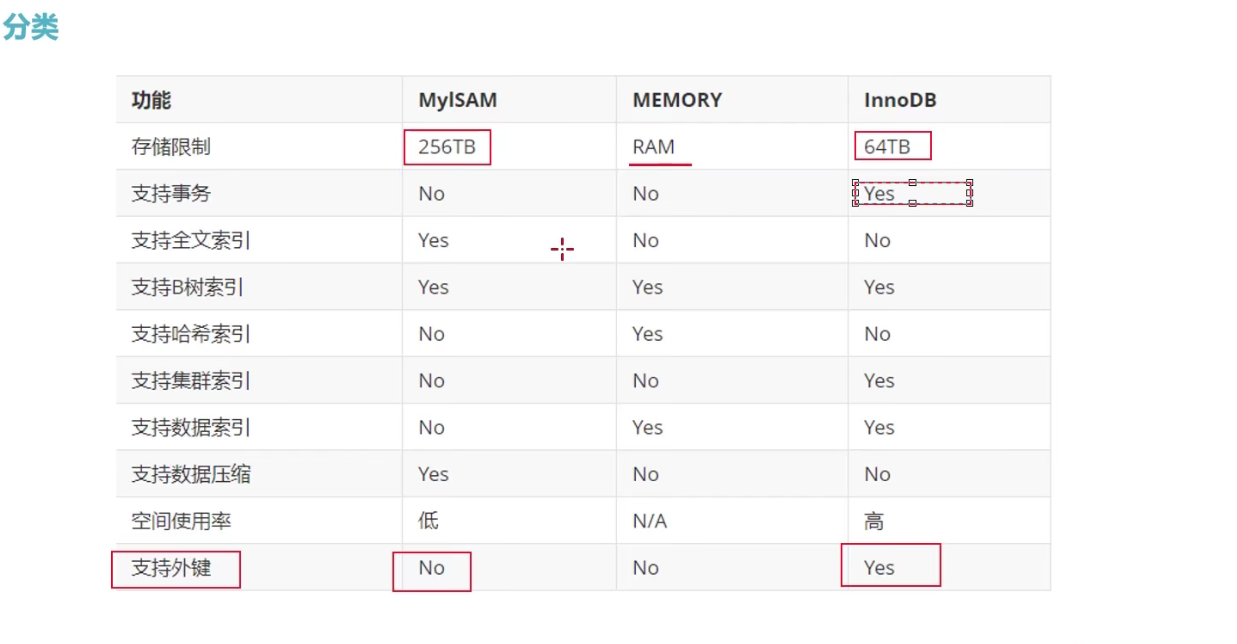 分类
功能 MyISAM MEMORY InnoDB
存储限制 256TB RAM 64TB
支持事务 No No Yes
支持全文索引 Yes No No
支持B树索引 Yes Yes Yes
支持哈希索引 No Yes No
支持集群索引 No No Yes
支持数据索引 No Yes Yes
支持数据压缩 Yes No No
空间使用率 低 N/A 高
支持外键 No No Yes